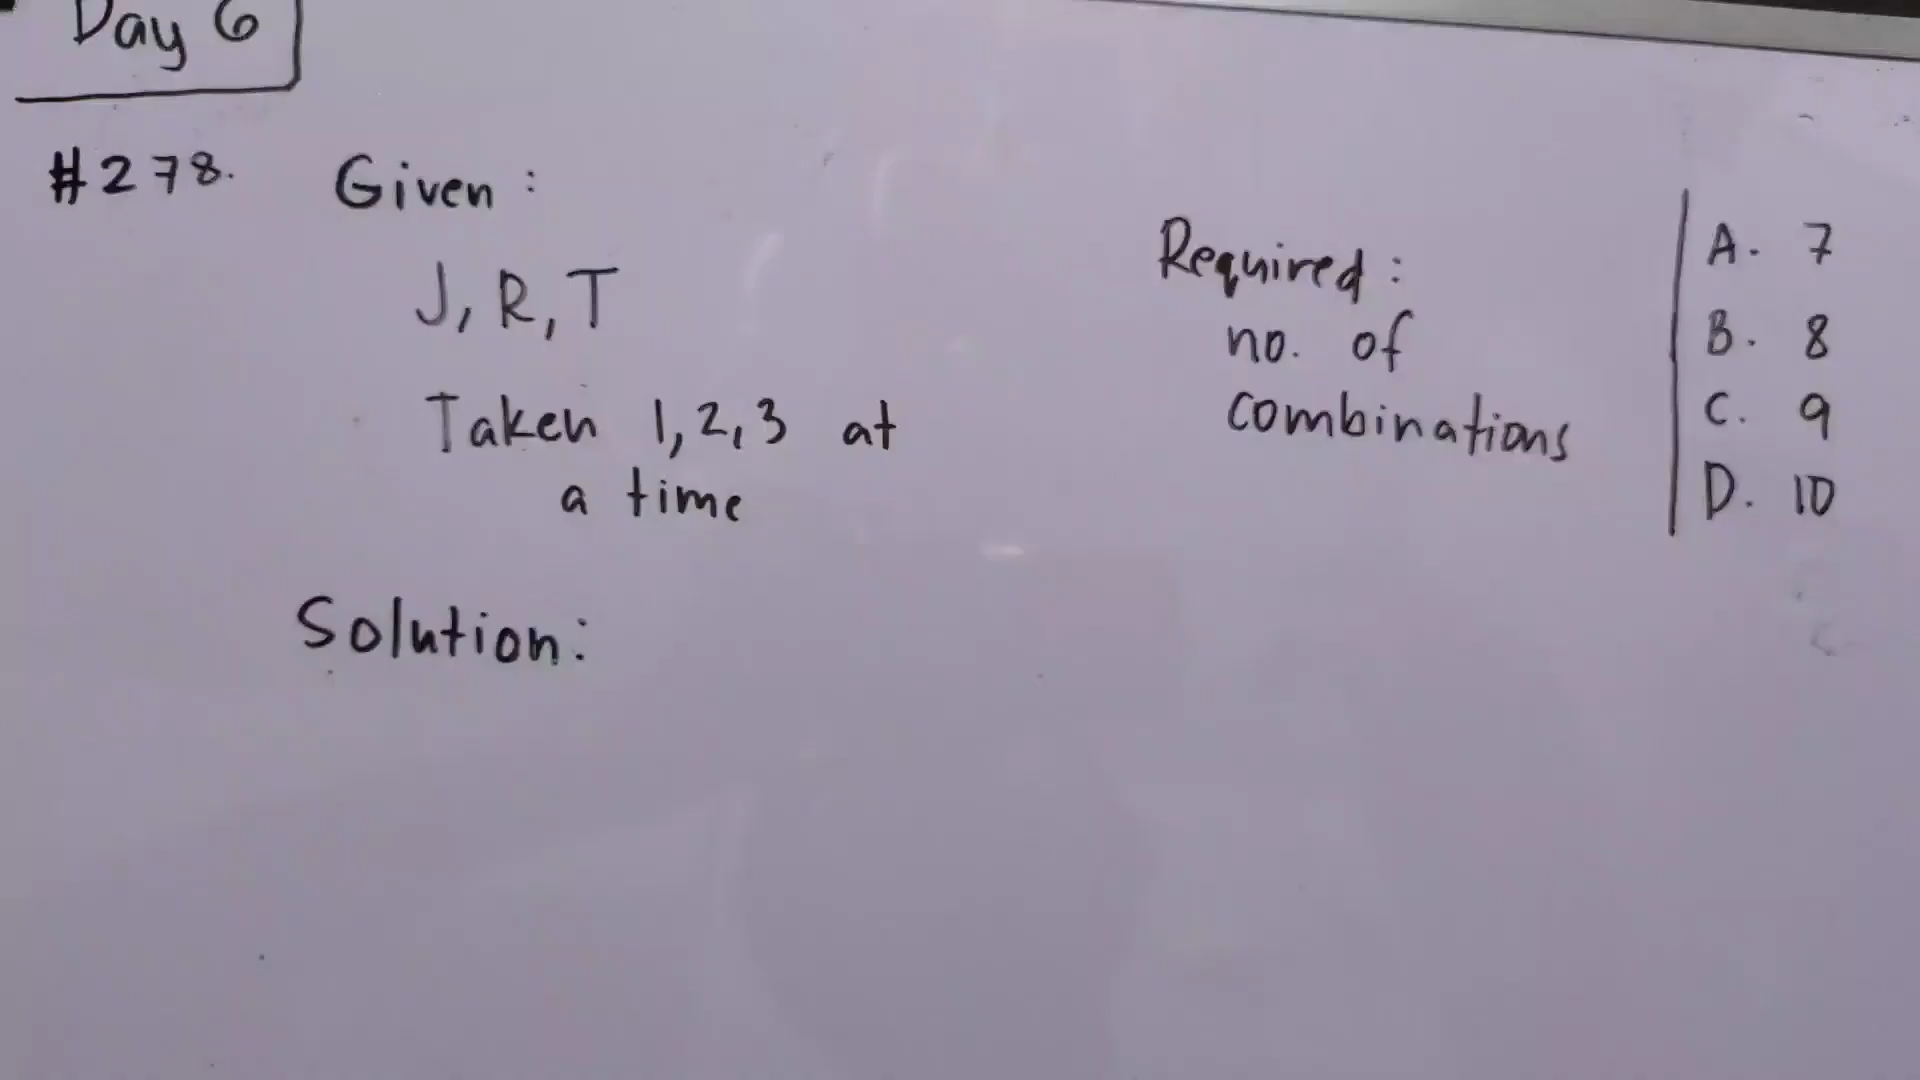 Day 6
#278. Given:
J, R, T
Taken 1, 2, 3 at
a time
Required:
no. of
combinations
A. 7
B. 8
C. 9
D. 10
Solution: